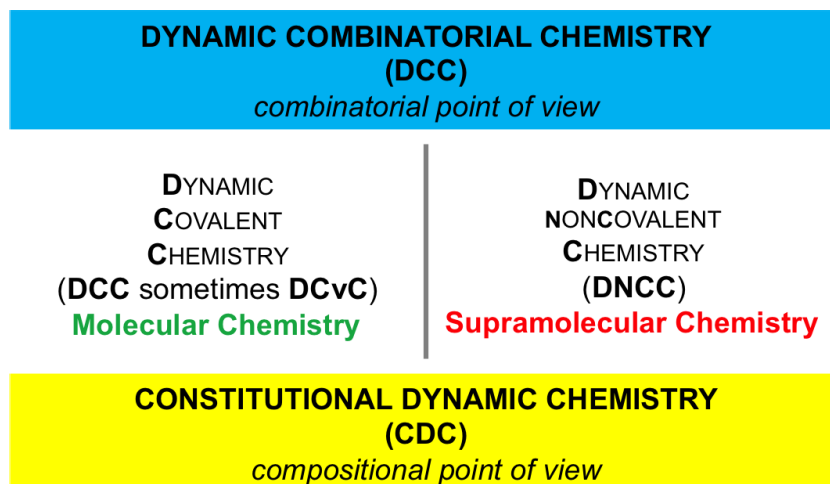 DYNAMIC COMBINATORIAL CHEMISTRY
(DCC)
combinatorial point of view
DYNAMIC
COVALENT
CHEMISTRY
(DCC sometimes DCvC)
Molecular Chemistry
DYNAMIC
NONCOVALENT
CHEMISTRY
(DNCC)
Supramolecular Chemistry
CONSTITUTIONAL DYNAMIC CHEMISTRY
(CDC)
compositional point of view